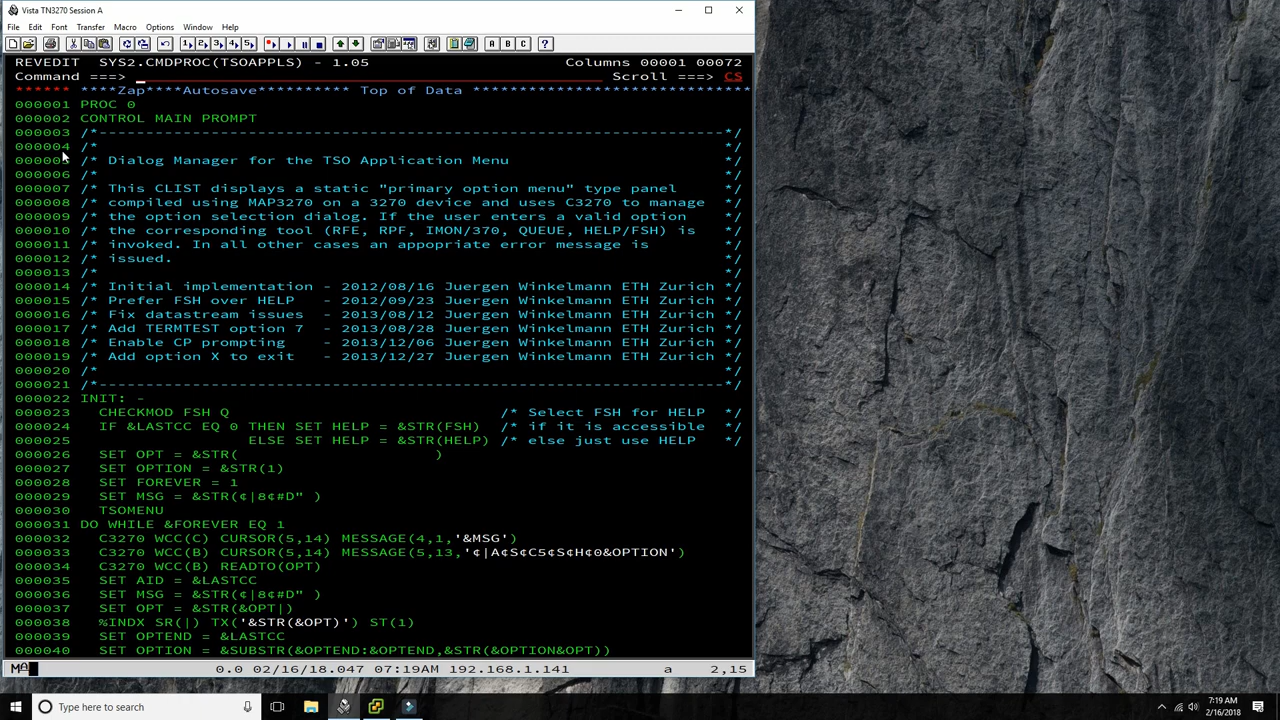 Vista TN3270 Session A
File Edit Font Transfer Macro Options Window Help
REVEDIT SYS2.CMDPROC(TSOAPPLS) - 1.05 Columns 00001 00072
Command ===> Scroll ===> CS
****** ****Zap****Autosave********** Top of Data ******************************
000001 PROC 0
000002 CONTROL MAIN PROMPT
000003 /*-------------------------------------------------------------------*/
000004 /* */
000005 /* Dialog Manager for the TSO Application Menu */
000006 /* */
000007 /* This CLIST displays a static "primary option menu" type panel */
000008 /* compiled using MAP3270 on a 3270 device and uses C3270 to manage */
000009 /* the option selection dialog. If the user enters a valid option */
000010 /* the corresponding tool (RFE, RPF, IMON/370, QUEUE, HELP/FSH) is */
000011 /* invoked. In all other cases an appopriate error message is */
000012 /* issued. */
000013 /* */
000014 /* Initial implementation - 2012/08/16 Juergen Winkelmann ETH Zurich */
000015 /* Prefer FSH over HELP - 2012/09/23 Juergen Winkelmann ETH Zurich */
000016 /* Fix datastream issues - 2013/08/12 Juergen Winkelmann ETH Zurich */
000017 /* Add TERMTEST option 7 - 2013/08/28 Juergen Winkelmann ETH Zurich */
000018 /* Enable CP prompting - 2013/12/06 Juergen Winkelmann ETH Zurich */
000019 /* Add option X to exit - 2013/12/27 Juergen Winkelmann ETH Zurich */
000020 /* */
000021 /*-------------------------------------------------------------------*/
000022 INIT: -
000023 CHECKMOD FSH Q /* Select FSH for HELP */
000024 IF &LASTCC EQ 0 THEN SET HELP = &STR(FSH) /* if it is accessible */
000025 ELSE SET HELP = &STR(HELP) /* else just use HELP */
000026 SET OPT = &STR( )
000027 SET OPTION = &STR(1)
000028 SET FOREVER = 1
000029 SET MSG = &STR(¢|8¢#D" )
000030 TSOMENU
000031 DO WHILE &FOREVER EQ 1
000032 C3270 WCC(C) CURSOR(5,14) MESSAGE(4,1,'&MSG')
000033 C3270 WCC(B) CURSOR(5,14) MESSAGE(5,13,'¢|A¢S¢C5¢S¢H¢0&OPTION')
000034 C3270 WCC(B) READTO(OPT)
000035 SET AID = &LASTCC
000036 SET MSG = &STR(¢|8¢#D" )
000037 SET OPT = &STR(&OPT|)
000038 %INDX SR(|) TX('&STR(&OPT)') ST(1)
000039 SET OPTEND = &LASTCC
000040 SET OPTION = &SUBSTR(&OPTEND:&OPTEND,&STR(&OPTION&OPT))
0.0 02/16/18.047 07:19AM 192.168.1.141 a 2,15
Type here to search
7:19 AM
2/16/2018